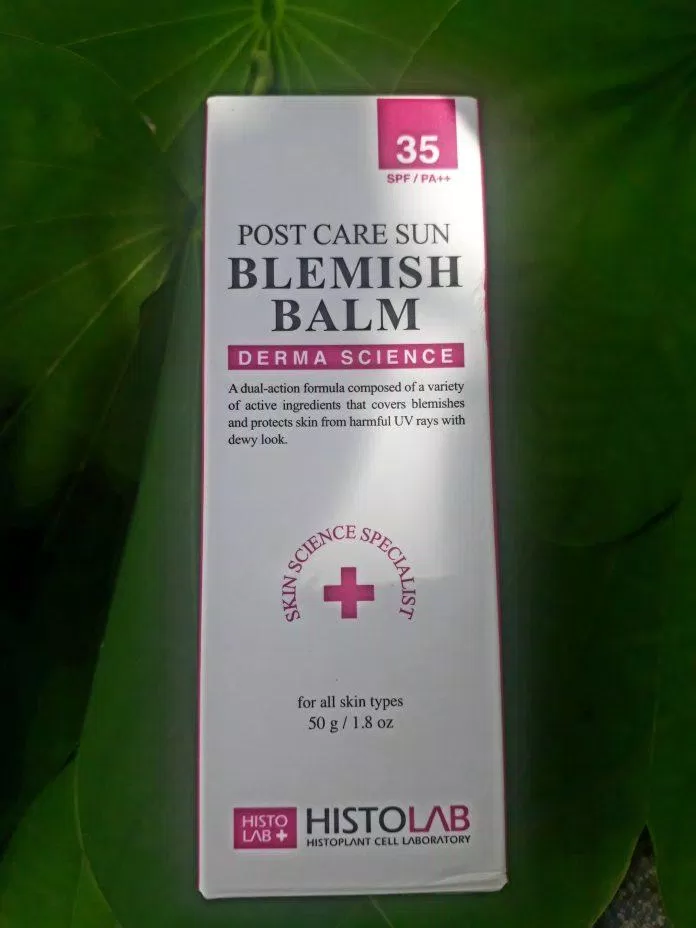 35
SPF / PA++
POST CARE SUN
BLEMISH
BALM
DERMA SCIENCE
A dual-action formula composed of a variety
of active ingredients that covers blemishes
and protects skin from harmful UV rays with
dewy look.
SKIN SCIENCE SPECIALIST
for all skin types
50 g / 1.8 oz
HISTO
LAB
HISTOLAB
HISTOPLANT CELL LABORATORY